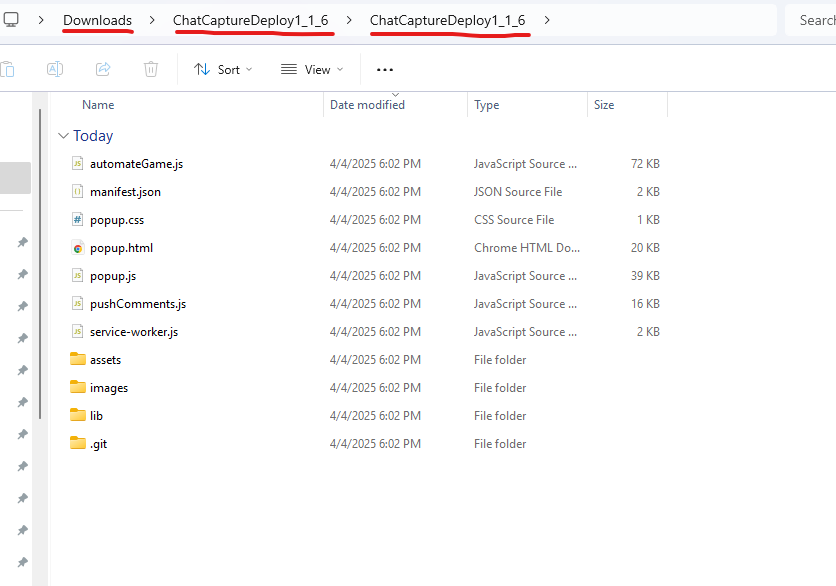 Downloads > ChatCaptureDeploy1_1_6 > ChatCaptureDeploy1_1_6 >
Sort View ...
Name Date modified Type Size
Today
automateGame.js 4/4/2025 6:02 PM JavaScript Source ... 72 KB
manifest.json 4/4/2025 6:02 PM JSON Source File 2 KB
popup.css 4/4/2025 6:02 PM CSS Source File 1 KB
popup.html 4/4/2025 6:02 PM Chrome HTML Do... 20 KB
popup.js 4/4/2025 6:02 PM JavaScript Source ... 39 KB
pushComments.js 4/4/2025 6:02 PM JavaScript Source ... 16 KB
service-worker.js 4/4/2025 6:02 PM JavaScript Source ... 2 KB
assets 4/4/2025 6:02 PM File folder
images 4/4/2025 6:02 PM File folder
lib 4/4/2025 6:02 PM File folder
.git 4/4/2025 6:02 PM File folder